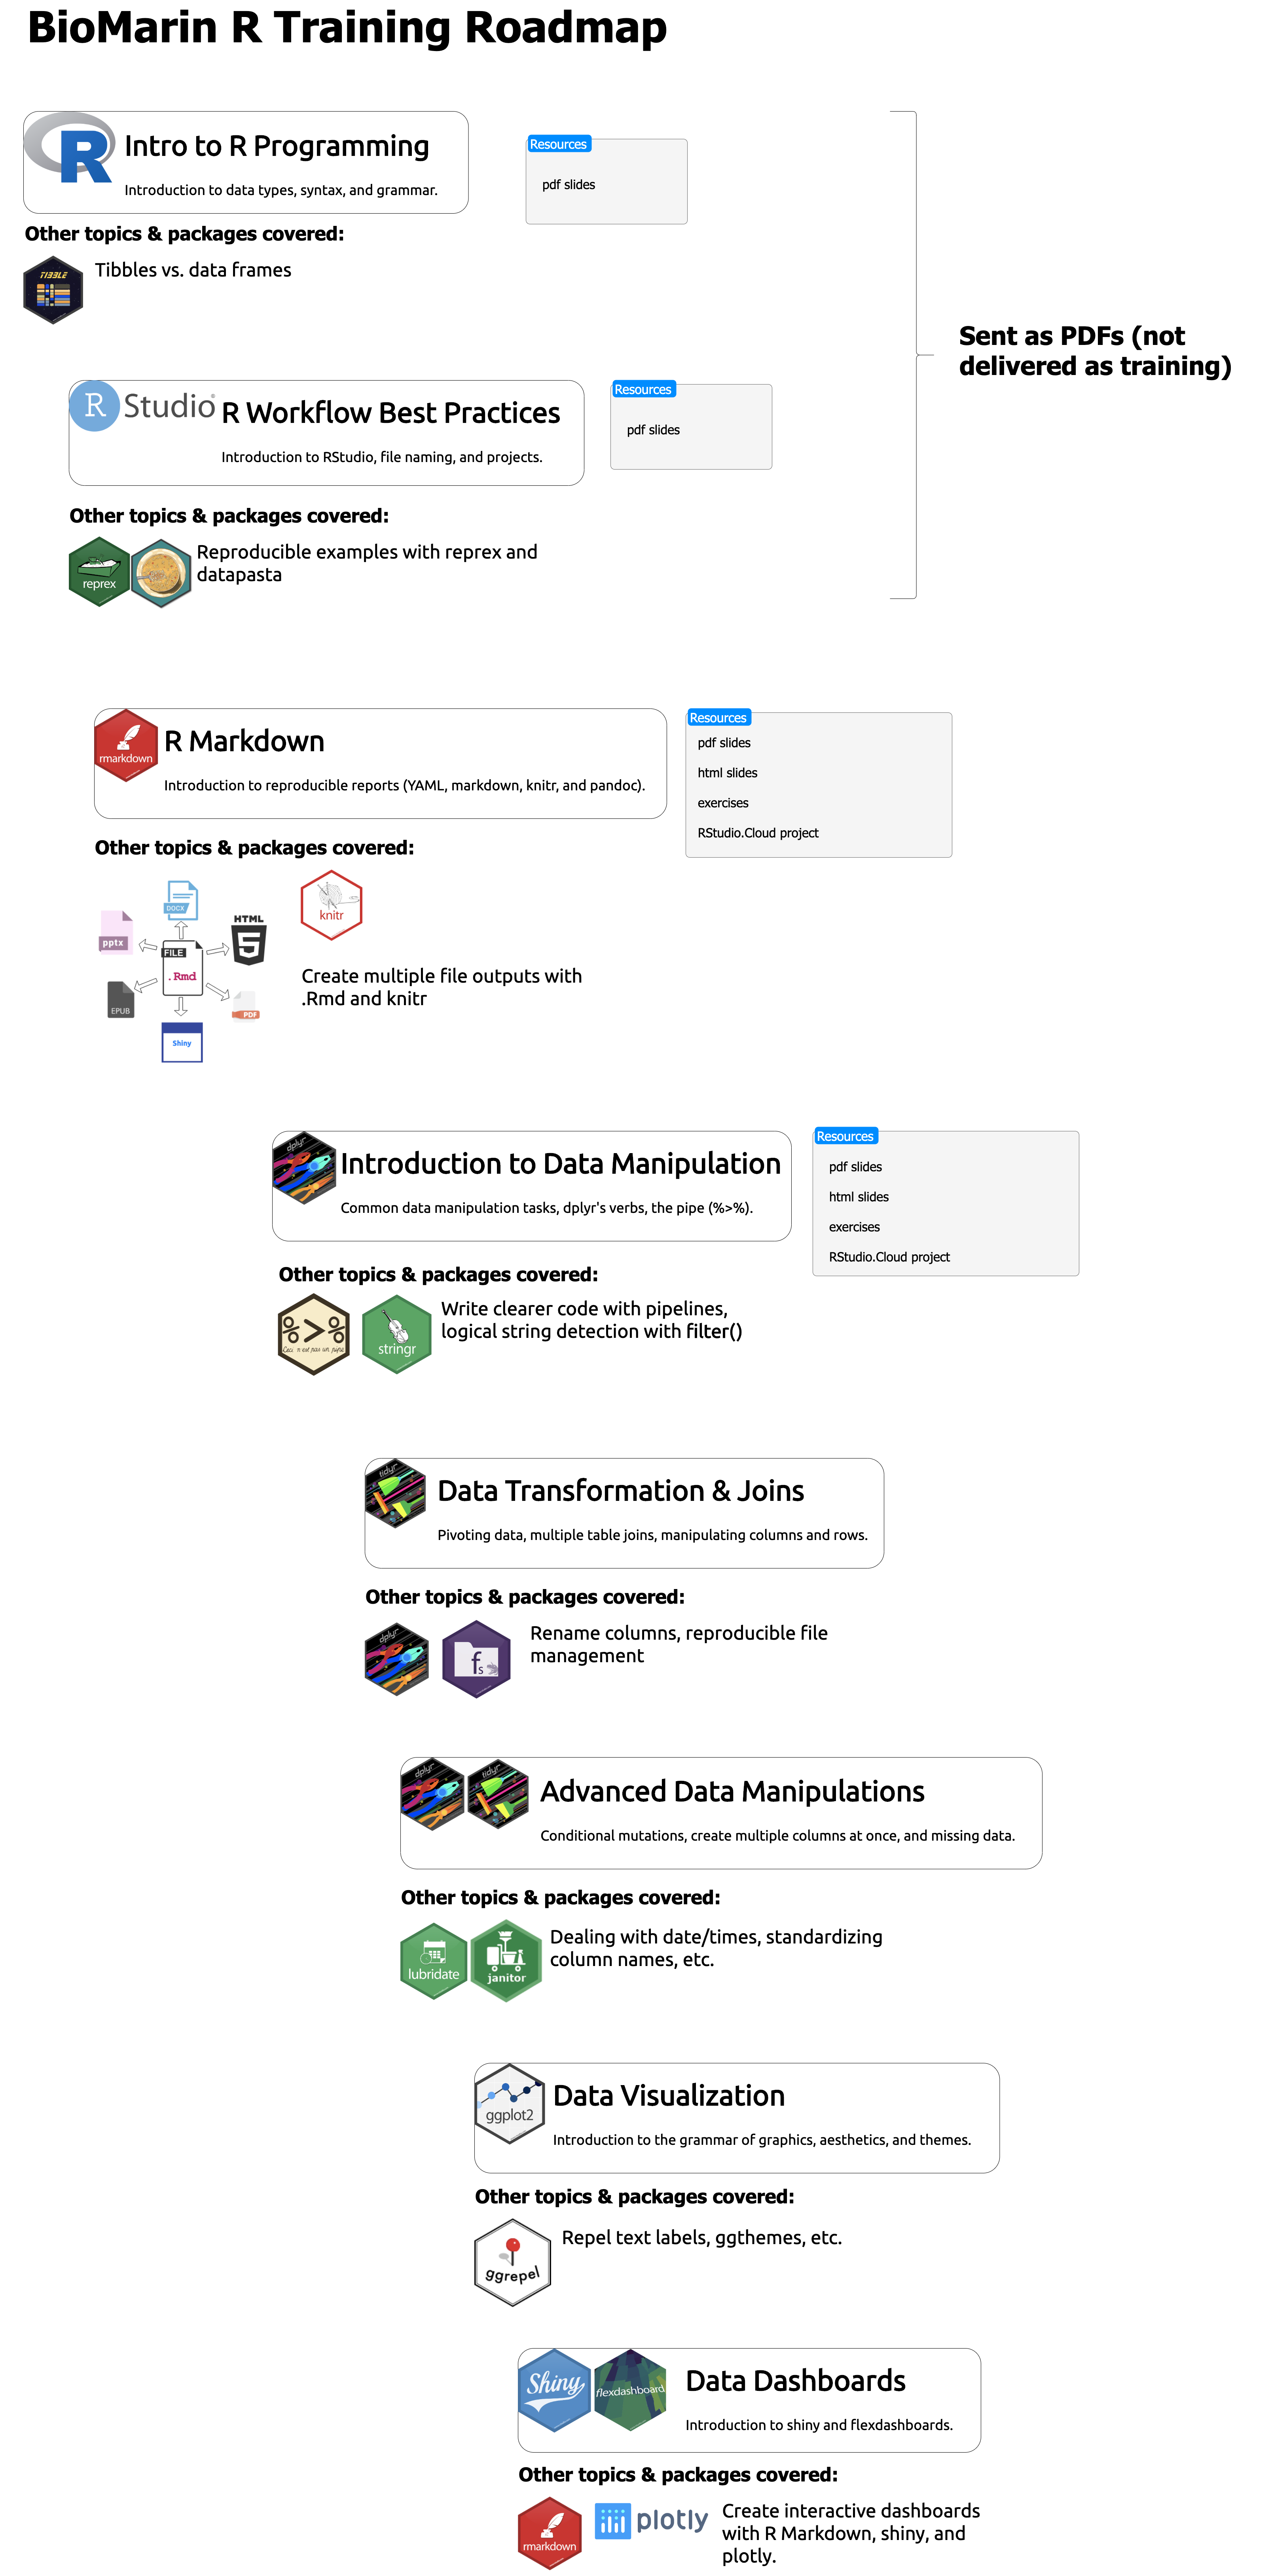 BioMarin R Training Roadmap
Intro to R Programming
Introduction to data types, syntax, and grammar.
Resources
pdf slides
Other topics & packages covered:
TIBBLE
Tibbles vs. data frames
Sent as PDFs (not
delivered as training)
R Studio®
R Workflow Best Practices
Introduction to RStudio, file naming, and projects.
Resources
pdf slides
Other topics & packages covered:
reprex
Reproducible examples with reprex and
datapasta
rmarkdown
R Markdown
Introduction to reproducible reports (YAML, markdown, knitr, and pandoc).
Resources
pdf slides
html slides
exercises
RStudio.Cloud project
Other topics & packages covered:
DOCX
pptx
HTML
5
FILE
.Rmd
EPUB
PDF
Shiny
knitr
Create multiple file outputs with
.Rmd and knitr
dplyr
Introduction to Data Manipulation
Common data manipulation tasks, dplyr's verbs, the pipe (%>%).
Resources
pdf slides
html slides
exercises
RStudio.Cloud project
Other topics & packages covered:
%>%
Ceci n'est pas un pipe
stringr
Write clearer code with pipelines,
logical string detection with filter()
tidyr
Data Transformation & Joins
Pivoting data, multiple table joins, manipulating columns and rows.
Other topics & packages covered:
dplyr
fs
Rename columns, reproducible file
management
dplyr
tidyr
Advanced Data Manipulations
Conditional mutations, create multiple columns at once, and missing data.
Other topics & packages covered:
lubridate
janitor
Dealing with date/times, standardizing
column names, etc.
ggplot2
Data Visualization
Introduction to the grammar of graphics, aesthetics, and themes.
Other topics & packages covered:
ggrepel
Repel text labels, ggthemes, etc.
Shiny
flexdashboard
Data Dashboards
Introduction to shiny and flexdashboards.
Other topics & packages covered:
rmarkdown
plotly
Create interactive dashboards
with R Markdown, shiny, and
plotly.